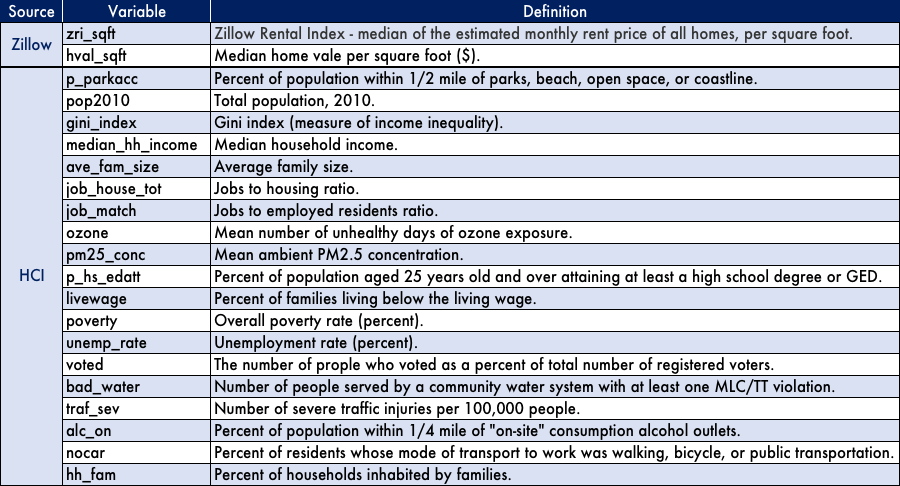 Source Variable Definition
Zillow
zri_sqft Zillow Rental Index - median of the estimated monthly rent price of all homes, per square foot.
hval_sqft Median home vale per square foot ($).
HCI
p_parkacc Percent of population within 1/2 mile of parks, beach, open space, or coastline.
pop2010 Total population, 2010.
gini_index Gini index (measure of income inequality).
median_hh_income Median household income.
ave_fam_size Average family size.
job_house_tot Jobs to housing ratio.
job_match Jobs to employed residents ratio.
ozone Mean number of unhealthy days of ozone exposure.
pm25_conc Mean ambient PM2.5 concentration.
p_hs_edatt Percent of population aged 25 years old and over attaining at least a high school degree or GED.
livewage Percent of families living below the living wage.
poverty Overall poverty rate (percent).
unemp_rate Unemployment rate (percent).
voted The number of prople who voted as a percent of total number of registered voters.
bad_water Number of people served by a community water system with at least one MLC/TT violation.
traf_sev Number of severe traffic injuries per 100,000 people.
alc_on Percent of population within 1/4 mile of "on-site" consumption alcohol outlets.
nocar Percent of residents whose mode of transport to work was walking, bicycle, or public transportation.
hh_fam Percent of households inhabited by families.